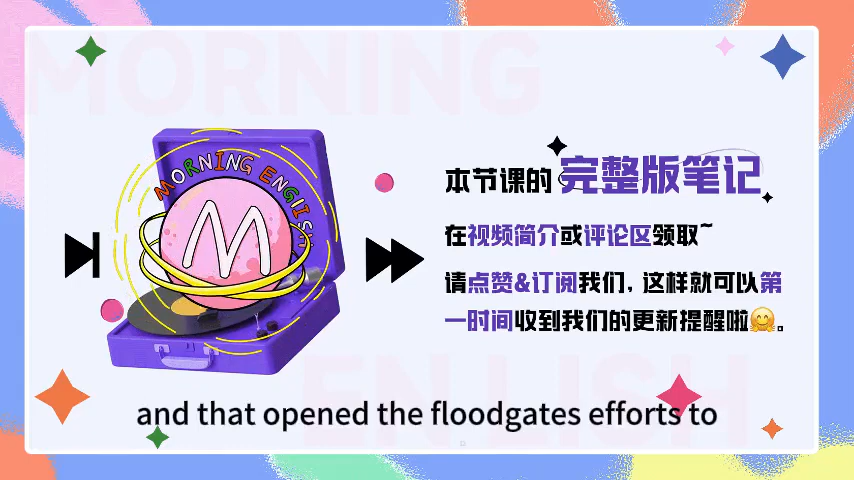 MORNING
MORNING ENGLISH
M
本节课的 完整版笔记
在视频简介或评论区领取~
请点赞&订阅我们，这样就可以第
一时间收到我们的更新提醒啦🤗。
EN LISH
and that opened the floodgates efforts to